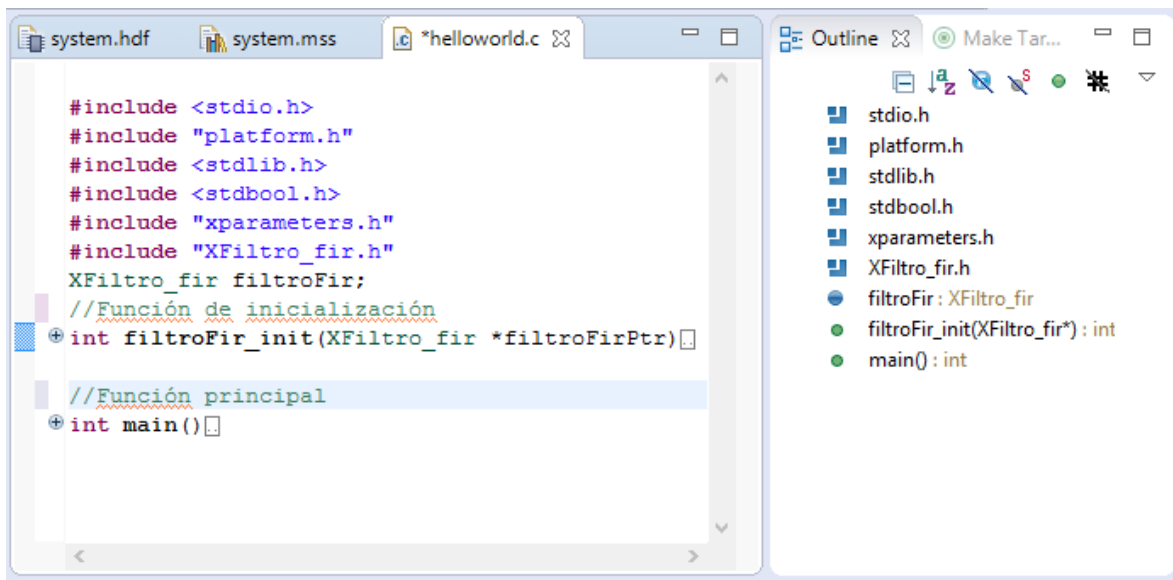 system.hdf
system.mss
*helloworld.c
#include <stdio.h>
#include "platform.h"
#include <stdlib.h>
#include <stdbool.h>
#include "xparameters.h"
#include "XFiltro_fir.h"
XFiltro_fir filtroFir;
//Función de inicialización
int filtroFir_init(XFiltro_fir *filtroFirPtr)
//Función principal
int main()
Outline
Make Tar...
stdio.h
platform.h
stdlib.h
stdbool.h
xparameters.h
XFiltro_fir.h
filtroFir : XFiltro_fir
filtroFir_init(XFiltro_fir*) : int
main() : int